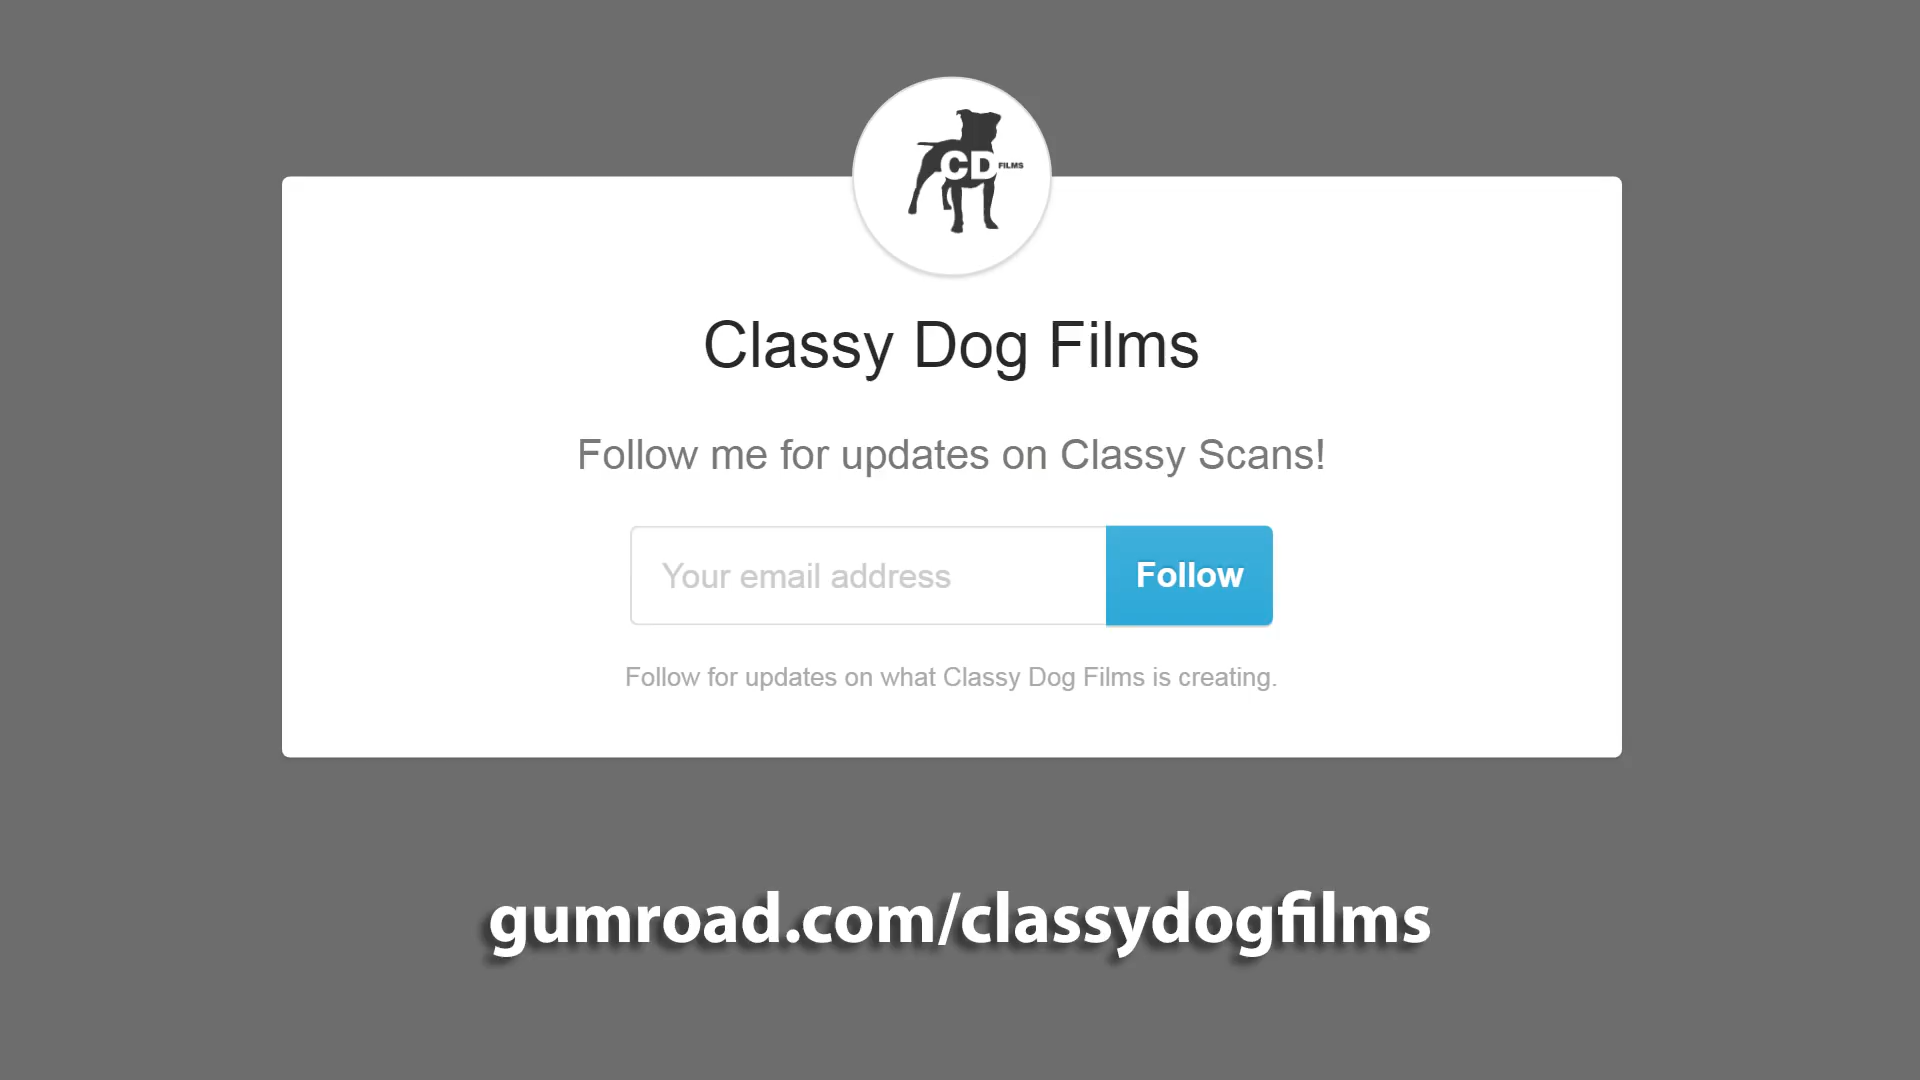 CD FILMS
Classy Dog Films
Follow me for updates on Classy Scans!
Your email address
Follow
Follow for updates on what Classy Dog Films is creating.
gumroad.com/classydogfilms